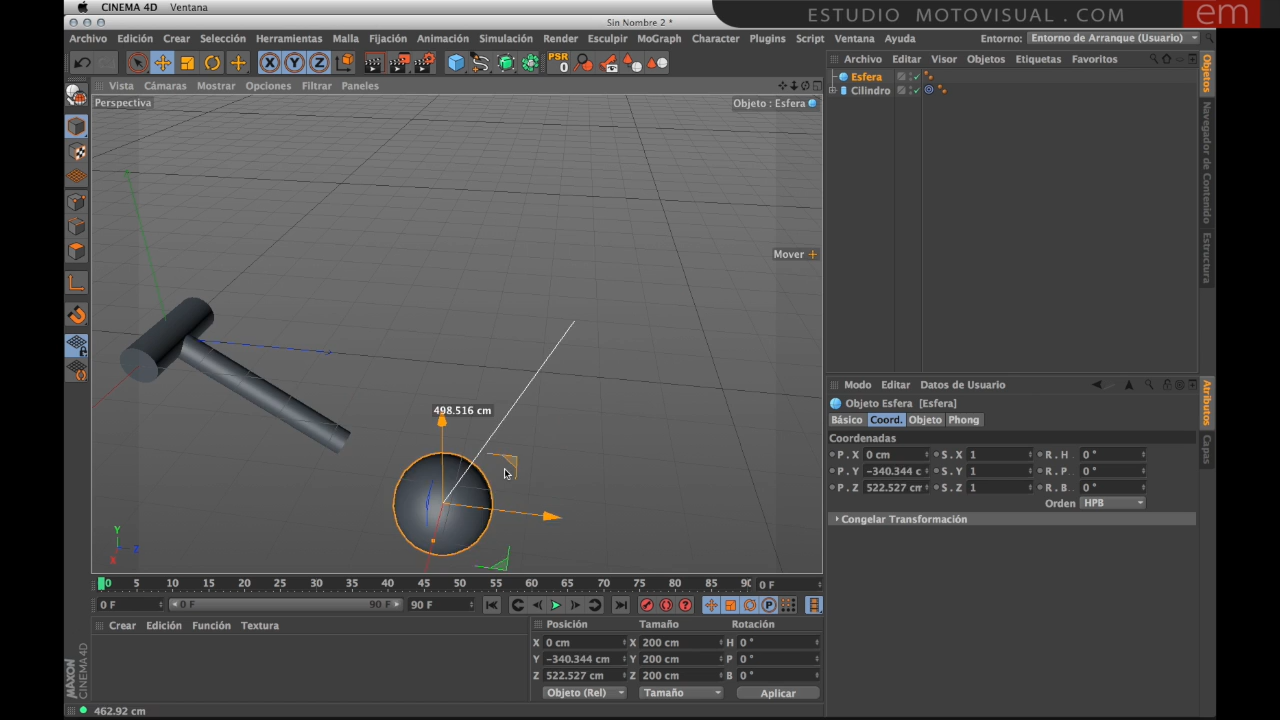 CINEMA 4D Ventana
ESTUDIO MOTOVISUAL . COM em
Sin Nombre 2 *
Archivo Edición Crear Selección Herramientas Malla Fijación Animación Simulación Render Esculpir MoGraph Character Plugins Script Ventana Ayuda Entorno: Entorno de Arranque (Usuario)
PSR
0
Archivo Editar Visor Objetos Etiquetas Favoritos
Vista Cámaras Mostrar Opciones Filtrar Paneles
Perspectiva
Objeto : Esfera
Esfera
Cilindro
Objetos
Navegador de Contenido
Estructura
Mover
498.516 cm
Y
Z
X
Modo Editar Datos de Usuario
Objeto Esfera [Esfera]
Básico Coord. Objeto Phong
Coordenadas
P . X 0 cm S . X 1 R . H 0 °
P . Y −340.344 c S . Y 1 R . P 0 °
P . Z 522.527 cm S . Z 1 R . B 0 °
Orden HPB
Congelar Transformación
Atributos
Capas
0 5 10 15 20 25 30 35 40 45 50 55 60 65 70 75 80 85 90 0 F
0 F 0 F 90 F 90 F
P
Crear Edición Función Textura
Posición Tamaño Rotación
X 0 cm X 200 cm H 0 °
Y −340.344 cm Y 200 cm P 0 °
Z 522.527 cm Z 200 cm B 0 °
Objeto (Rel) Tamaño Aplicar
MAXON
CINEMA 4D
462.92 cm